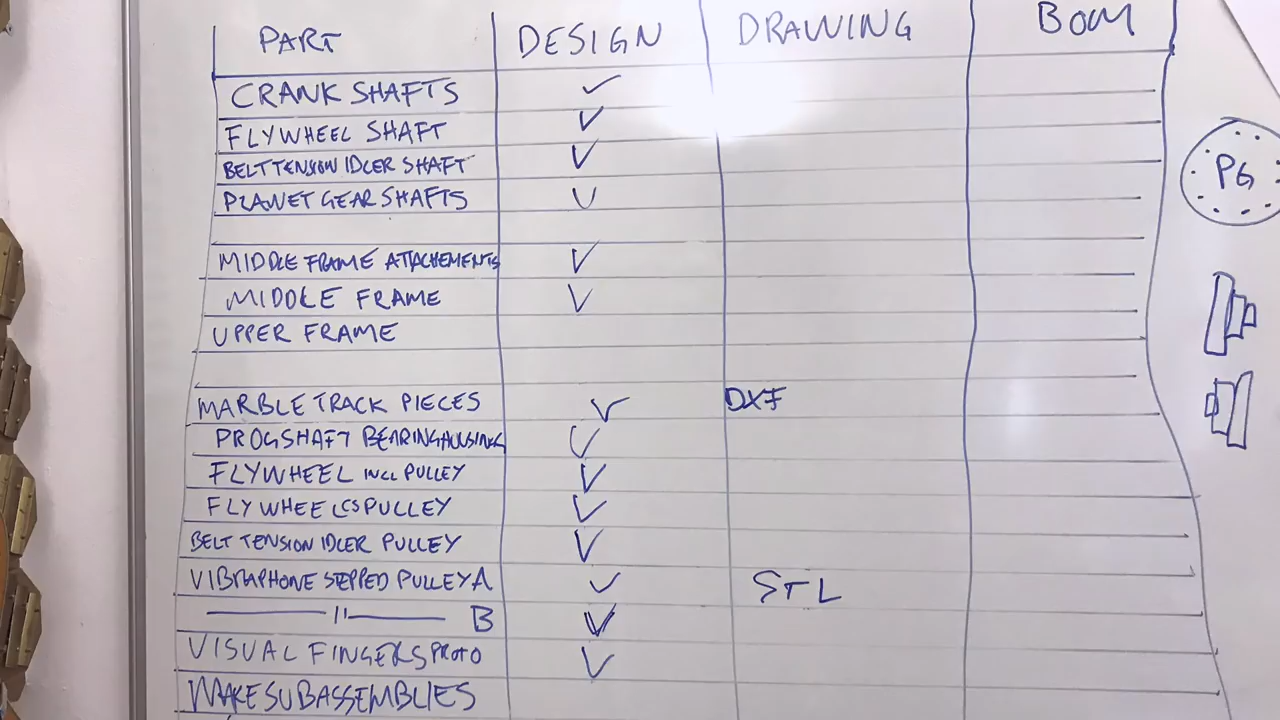 PART DESIGN DRAWING BOM
CRANK SHAFTS ✓
FLYWHEEL SHAFT ✓
BELT TENSION IDLER SHAFT ✓
PLANET GEAR SHAFTS ✓
PG
MIDDLE FRAME ATTACHEMENTS ✓
MIDDLE FRAME ✓
UPPER FRAME
MARBLE TRACK PIECES ✓ DXF
PROGSHAFT BEARING HOUSING ✓
FLYWHEEL INCL PULLEY ✓
FLYWHEEL CS PULLEY ✓
BELT TENSION IDLER PULLEY ✓
VIBRAPHONE STEPPED PULLEY A ✓ STL
—— 11 —— B ✓
VISUAL FINGERS PROTO ✓
MAKE SUBASSEMBLIES